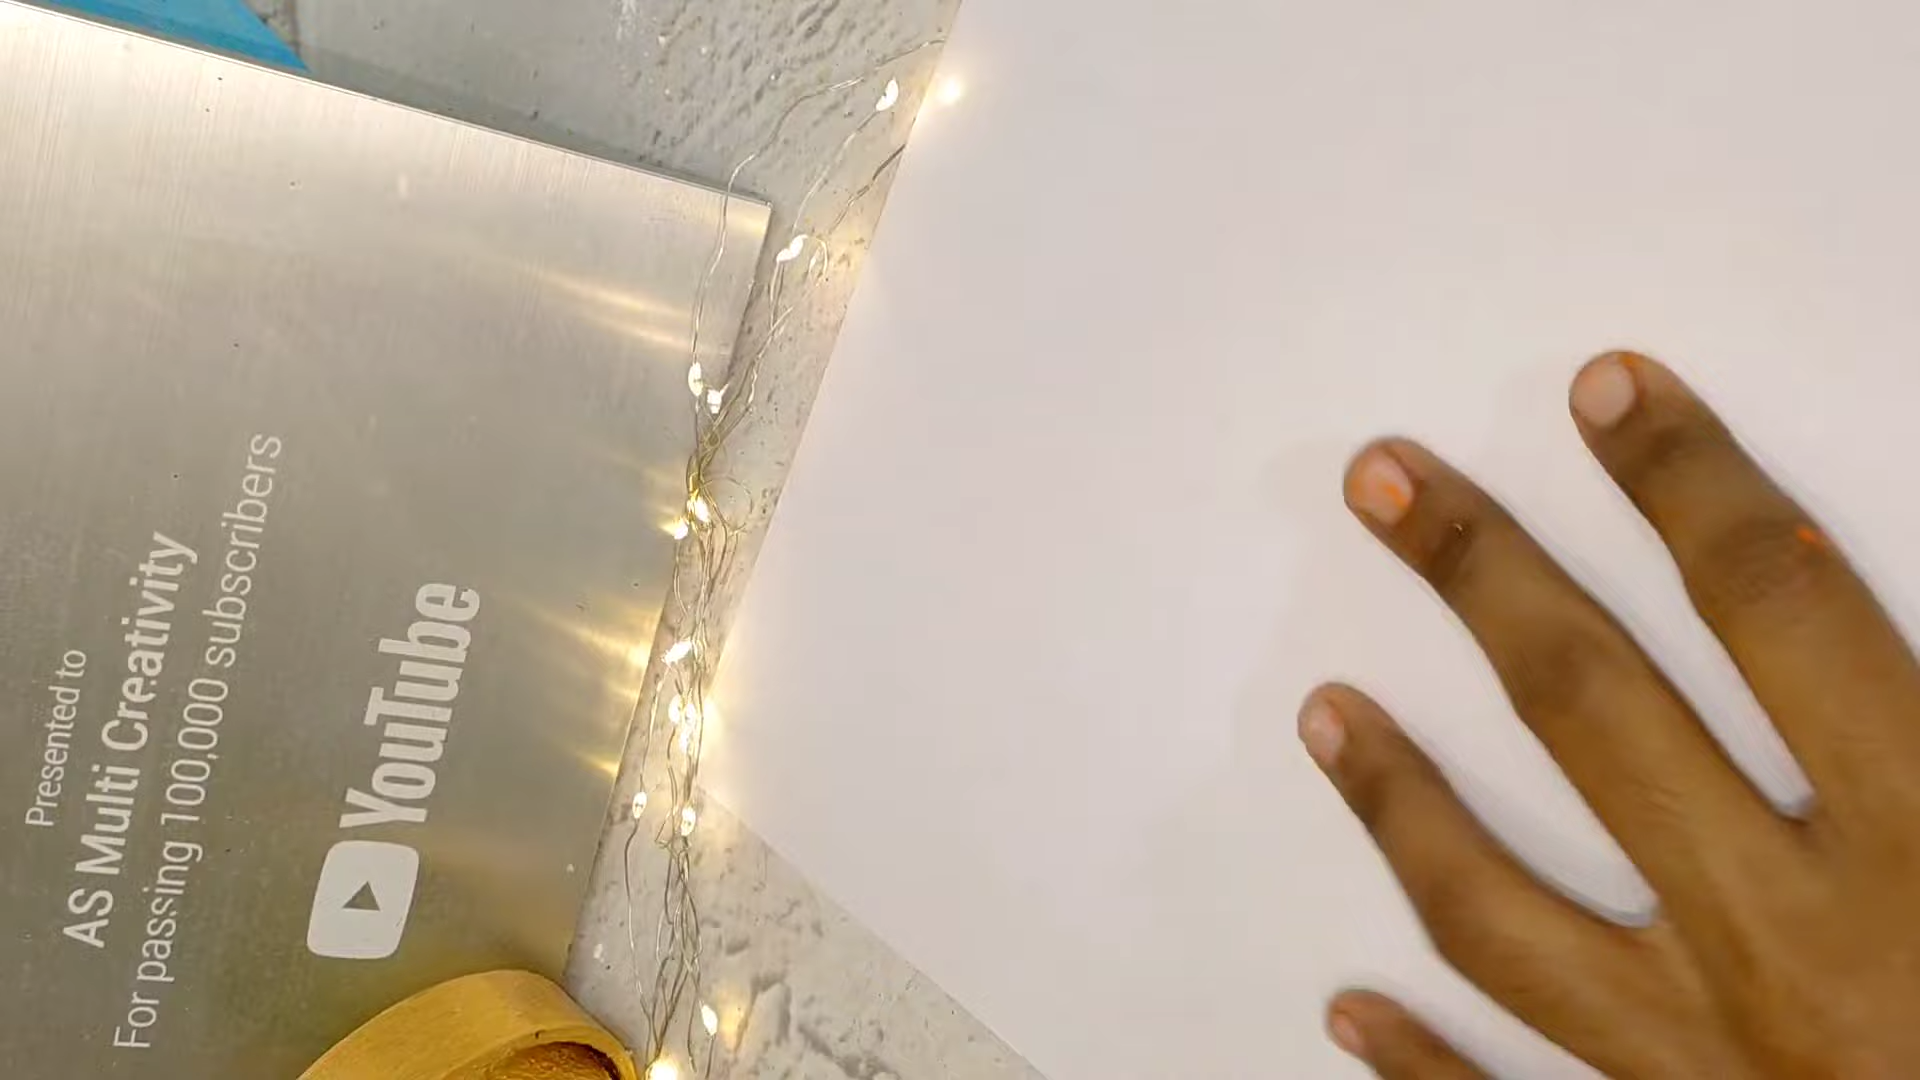 Presented to
AS Multi Creativity
For passing 100,000 subscribers
YouTube